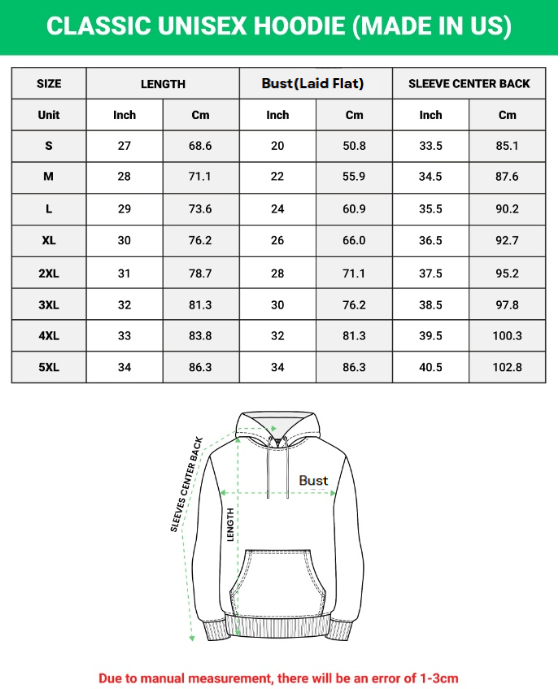 CLASSIC UNISEX HOODIE (MADE IN US)
SIZE LENGTH Bust(Laid Flat) SLEEVE CENTER BACK
Unit Inch Cm Inch Cm Inch Cm
S 27 68.6 20 50.8 33.5 85.1
M 28 71.1 22 55.9 34.5 87.6
L 29 73.6 24 60.9 35.5 90.2
XL 30 76.2 26 66.0 36.5 92.7
2XL 31 78.7 28 71.1 37.5 95.2
3XL 32 81.3 30 76.2 38.5 97.8
4XL 33 83.8 32 81.3 39.5 100.3
5XL 34 86.3 34 86.3 40.5 102.8
SLEEVES CENTER BACK
Bust
LENGTH
Due to manual measurement, there will be an error of 1-3cm